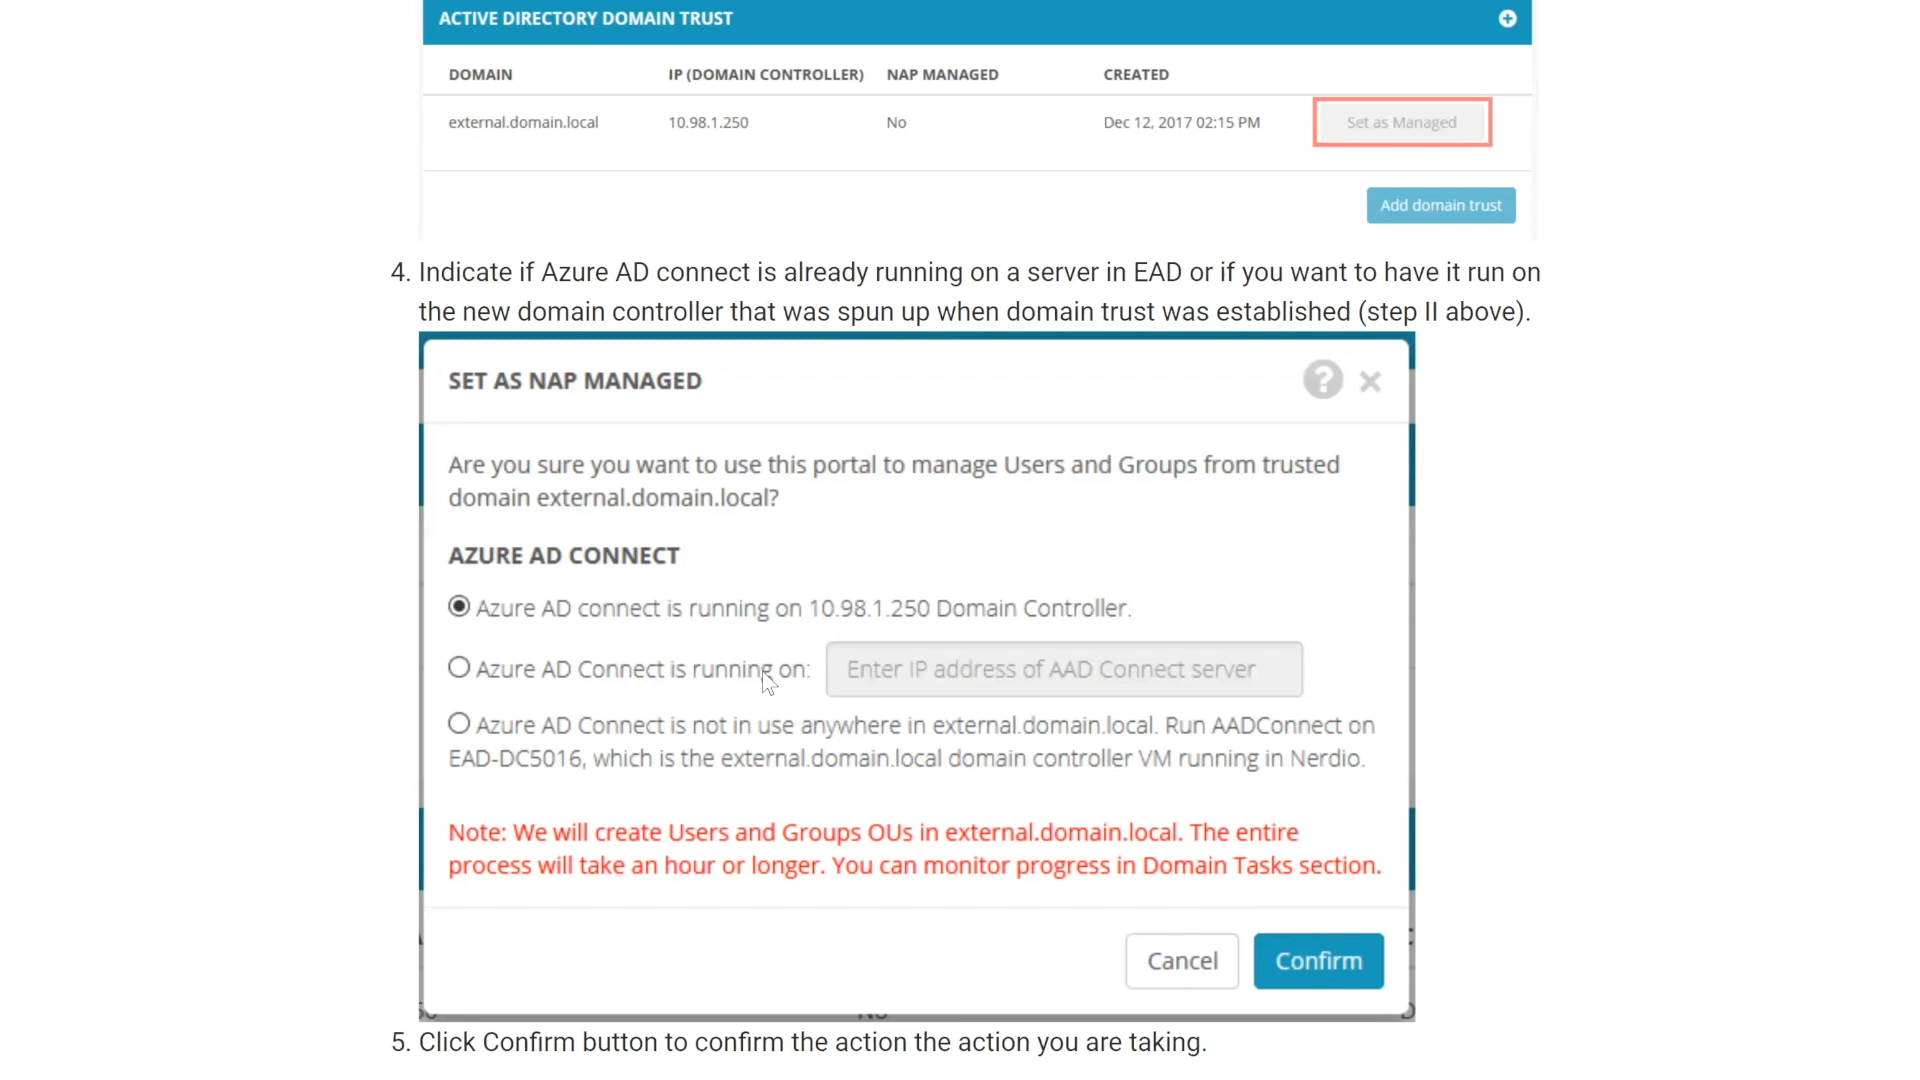 ACTIVE DIRECTORY DOMAIN TRUST
DOMAIN IP (DOMAIN CONTROLLER) NAP MANAGED CREATED
external.domain.local 10.98.1.250 No Dec 12, 2017 02:15 PM Set as Managed
Add domain trust
4. Indicate if Azure AD connect is already running on a server in EAD or if you want to have it run on
the new domain controller that was spun up when domain trust was established (step II above).
SET AS NAP MANAGED
Are you sure you want to use this portal to manage Users and Groups from trusted
domain external.domain.local?
AZURE AD CONNECT
Azure AD connect is running on 10.98.1.250 Domain Controller.
Azure AD Connect is running on: Enter IP address of AAD Connect server
Azure AD Connect is not in use anywhere in external.domain.local. Run AADConnect on
EAD-DC5016, which is the external.domain.local domain controller VM running in Nerdio.
Note: We will create Users and Groups OUs in external.domain.local. The entire
process will take an hour or longer. You can monitor progress in Domain Tasks section.
Cancel Confirm
5. Click Confirm button to confirm the action the action you are taking.